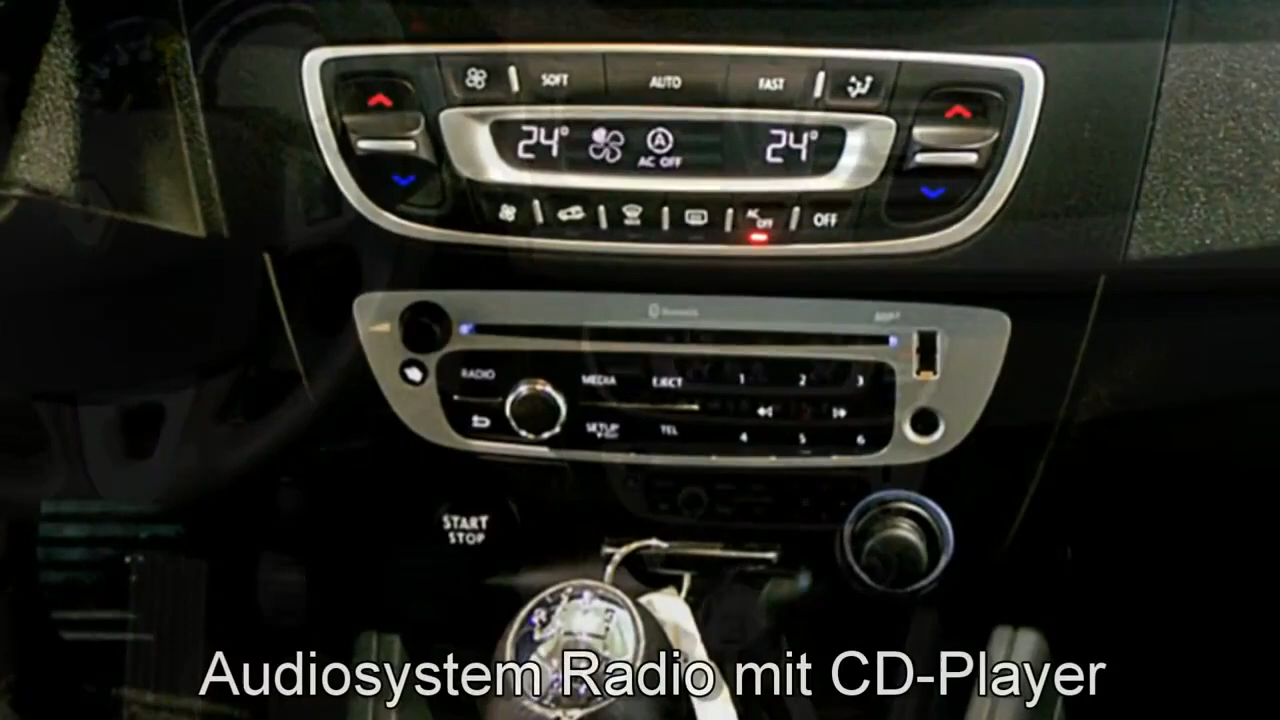 SOFT AUTO FAST
24° A 24°
AC OFF
AC OFF OFF
RADIO MEDIA EJECT 1 2 3
SETUP TEL 4 5 6
START
STOP
Audiosystem Radio mit CD-Player